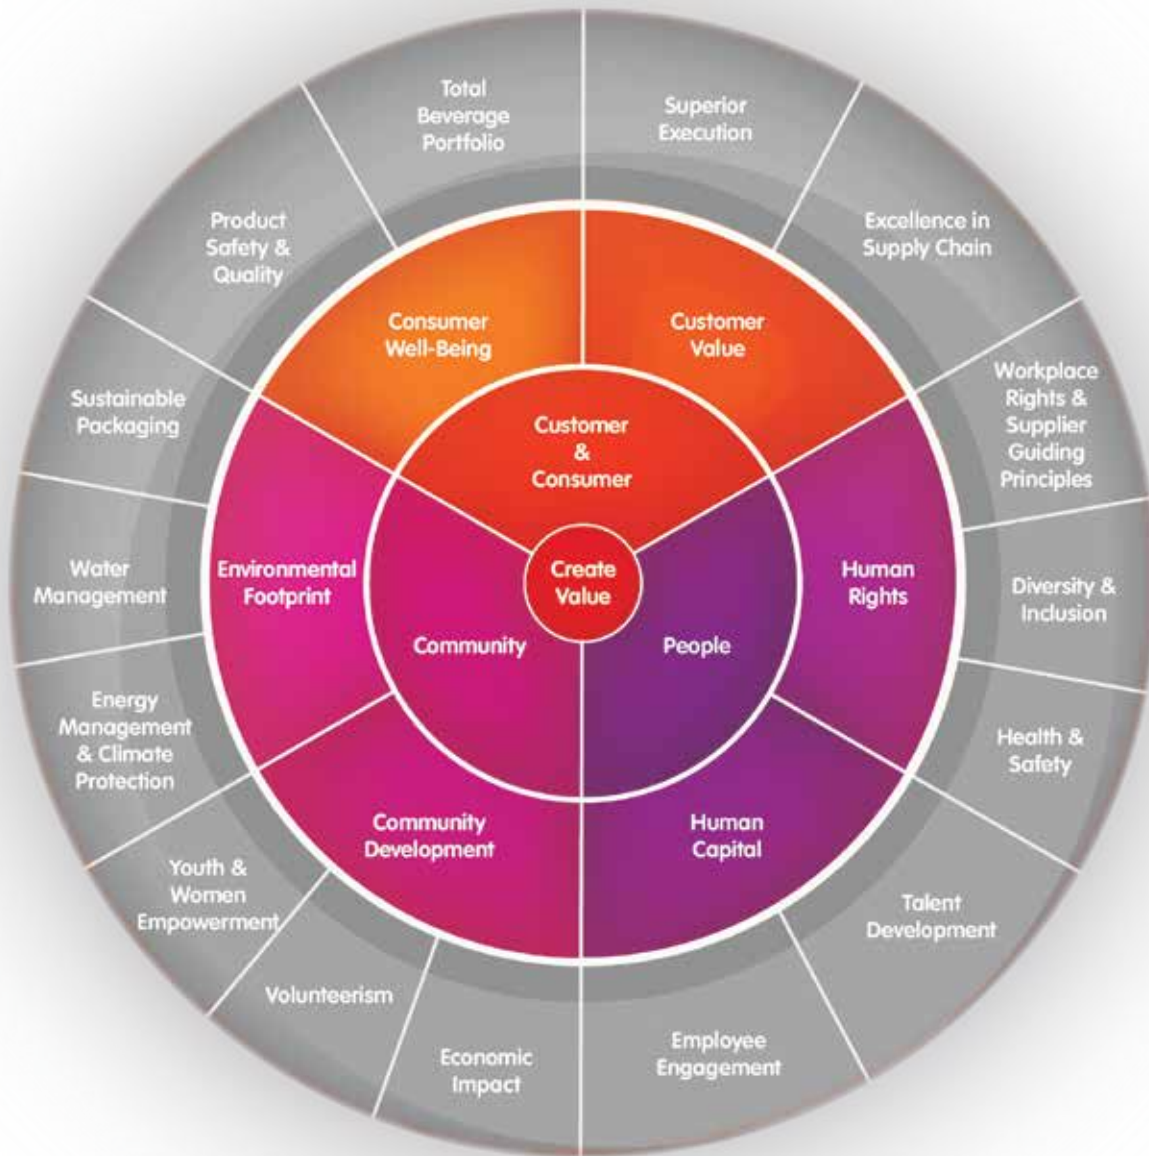 Total
Beverage
Portfolio
Superior
Execution
Product
Safety &
Quality
Excellence in
Supply Chain
Consumer
Well-Being
Customer
Value
Sustainable
Packaging
Customer
&
Consumer
Workplace
Rights &
Supplier
Guiding
Principles
Water
Management
Environmental
Footprint
Create
Value
Human
Rights
Diversity &
Inclusion
Community
People
Energy
Management
& Climate
Protection
Health &
Safety
Community
Development
Human
Capital
Youth &
Women
Empowerment
Talent
Development
Volunteerism
Economic
Impact
Employee
Engagement